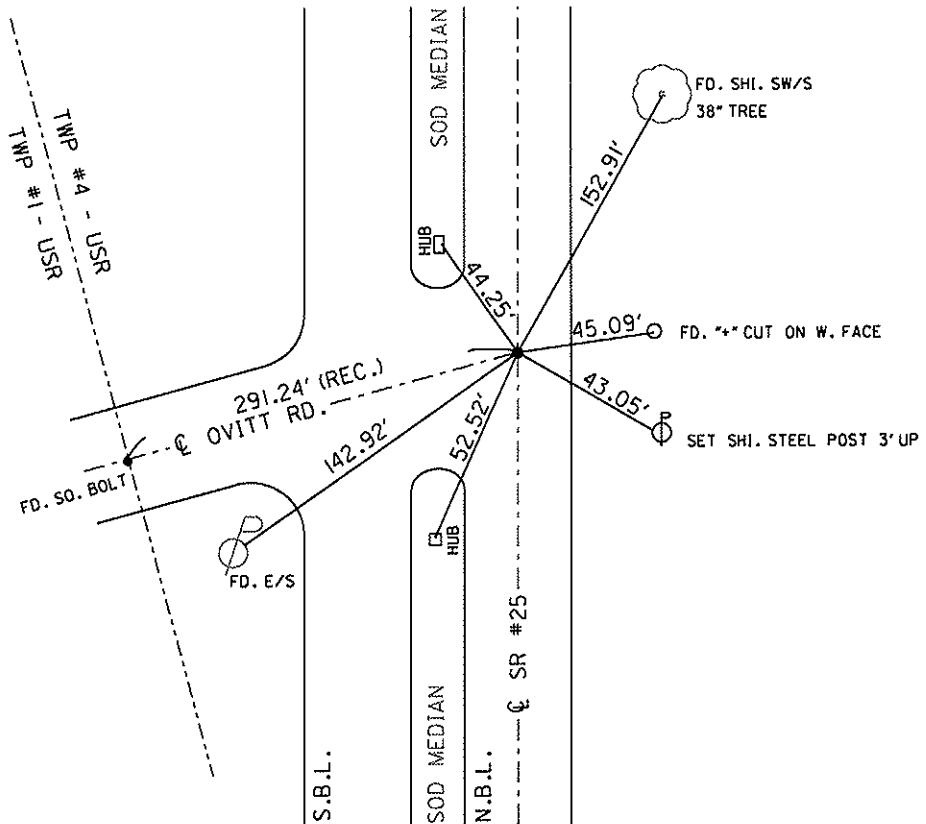 SOD MEDIAN
FD. SHI. SW/S
38" TREE
TWP #4 - USR
TWP #1 - USR
152.91'
HUB
44.25'
45.09'
FD. "+" CUT ON W. FACE
291.24' (REC.)
℄ OVITT RD.
43.05'
SET SHI. STEEL POST 3' UP
142.92'
52.52'
FD. SO. BOLT
HUB
FD. E/S
℄ SR #25
SOD MEDIAN
S.B.L.
N.B.L.